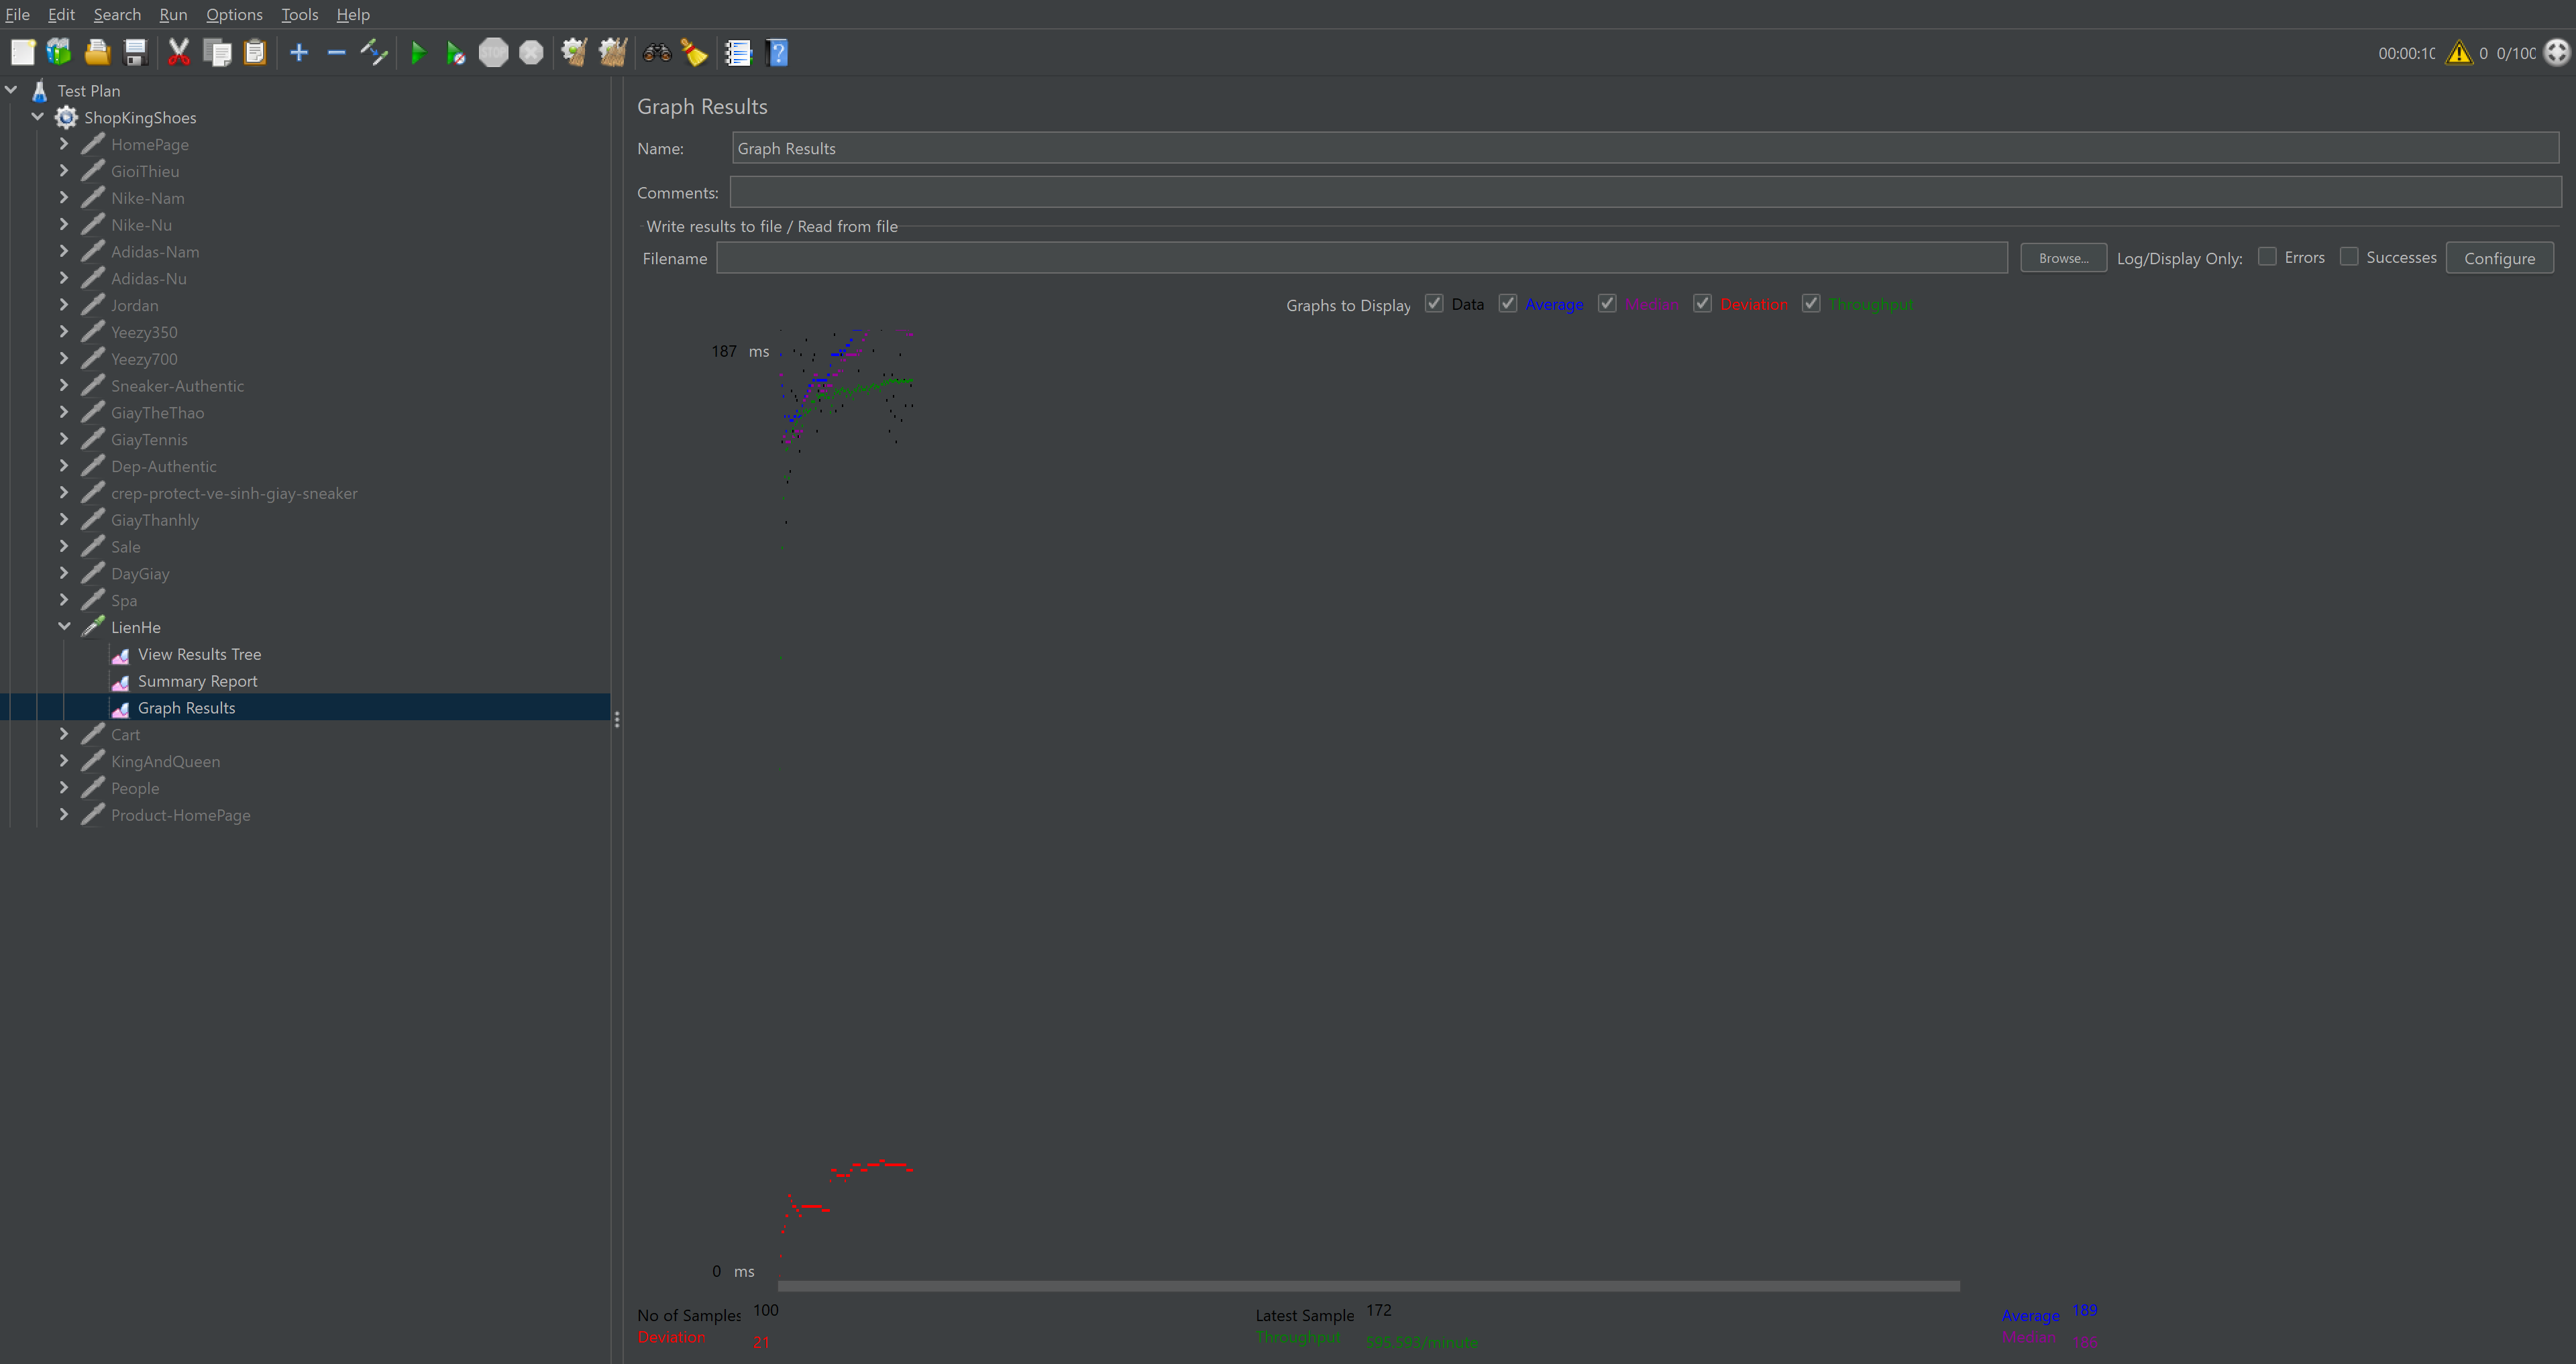 File Edit Search Run Options Tools Help
00:00:10 0 0/100
Test Plan
ShopKingShoes
HomePage
GioiThieu
Nike-Nam
Nike-Nu
Adidas-Nam
Adidas-Nu
Jordan
Yeezy350
Yeezy700
Sneaker-Authentic
GiayTheThao
GiayTennis
Dep-Authentic
crep-protect-ve-sinh-giay-sneaker
GiayThanhly
Sale
DayGiay
Spa
LienHe
View Results Tree
Summary Report
Graph Results
Cart
KingAndQueen
People
Product-HomePage
Graph Results
Name: Graph Results
Comments:
Write results to file / Read from file
Filename Browse... Log/Display Only: Errors Successes Configure
Graphs to Display Data Average Median Deviation Throughput
187 ms
0 ms
No of Samples 100 Latest Sample 172 Average 189
Deviation 21 Throughput 595.593/minute Median